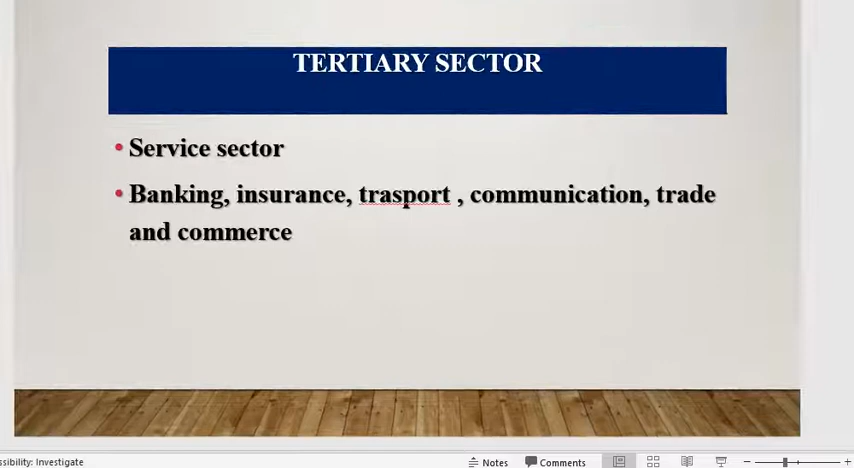 TERTIARY SECTOR
• Service sector
• Banking, insurance, trasport , communication, trade
and commerce
ssibility: Investigate
Notes
Comments